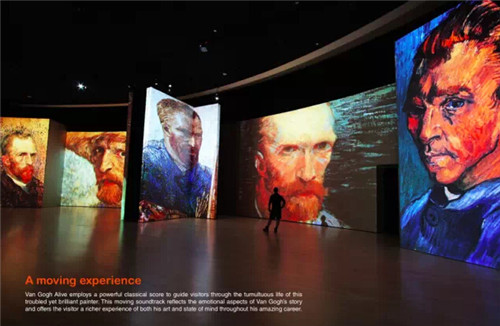 A moving experience
Van Gogh Alive employs a powerful classical score to guide visitors through the tumultuous life of this
troubled yet brilliant painter. This moving soundtrack reflects the emotional aspects of Van Gogh's story
and offers the visitor a richer experience of both his art and state of mind throughout his amazing career.